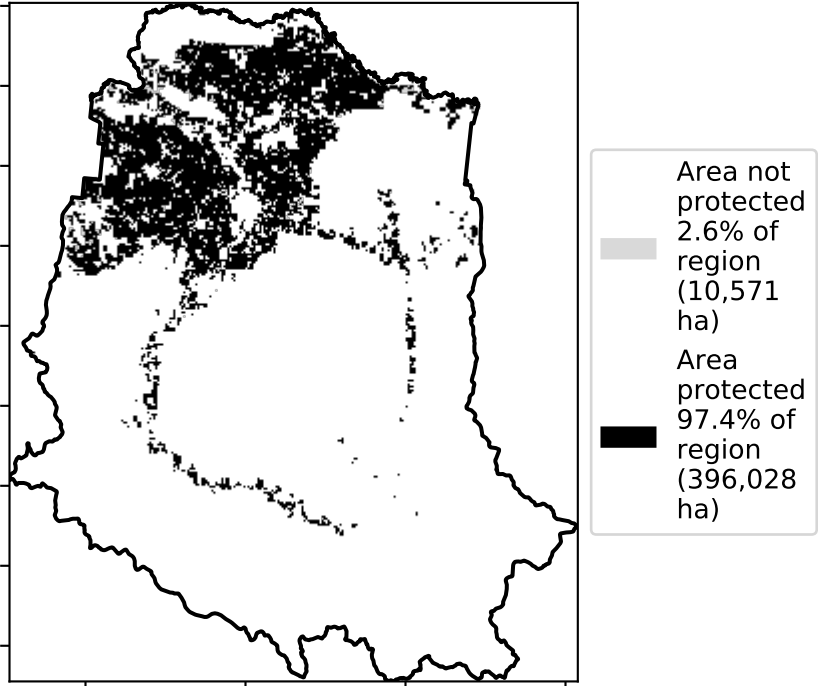 Area not
protected
2.6% of
region
(10,571
ha)
Area
protected
97.4% of
region
(396,028
ha)